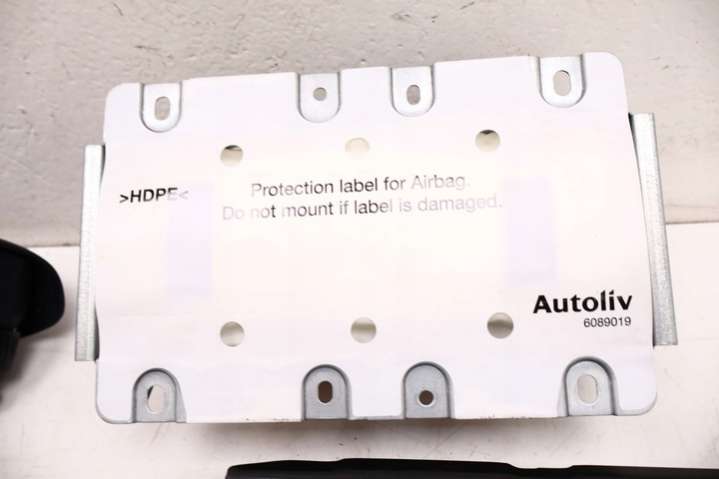 >HDPE<
Protection label for Airbag.
Do not mount if label is damaged.
Autoliv
6089019